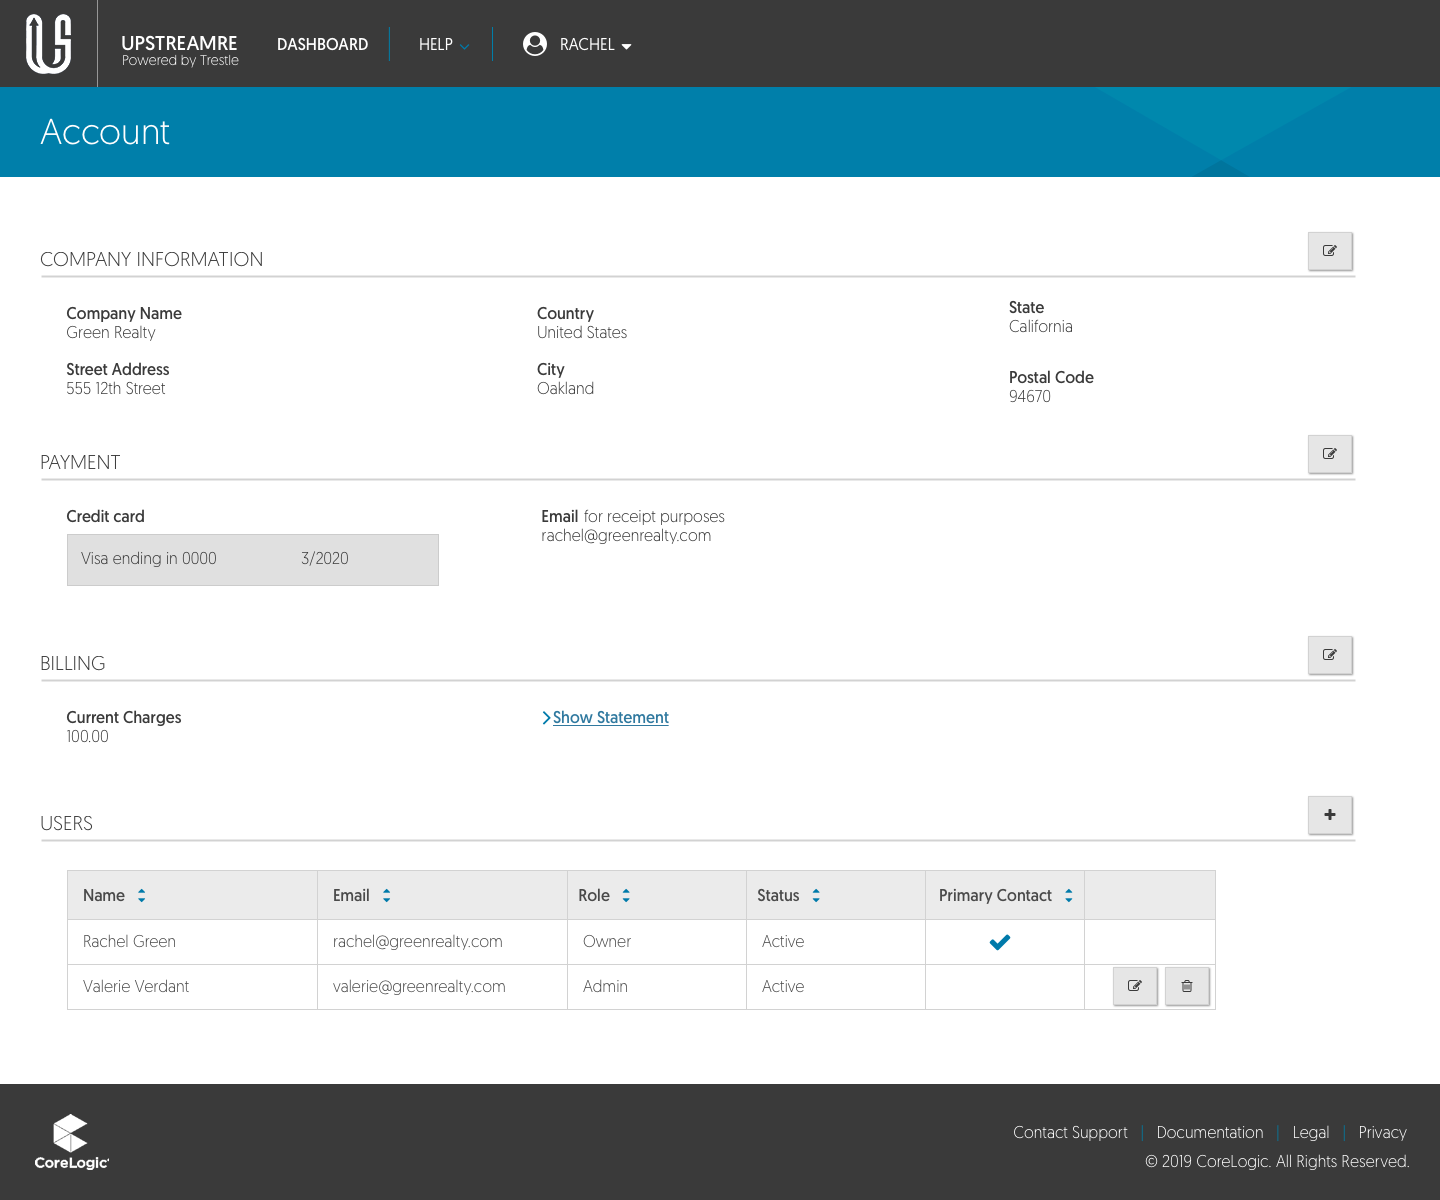 UPSTREAMRE
Powered by Trestle
DASHBOARD
HELP
RACHEL
Account
COMPANY INFORMATION
Company Name
Green Realty
Country
United States
State
California
Street Address
555 12th Street
City
Oakland
Postal Code
94670
PAYMENT
Credit card
Visa ending in 0000 3/2020
Email for receipt purposes
rachel@greenrealty.com
BILLING
Current Charges
100.00
Show Statement
USERS
Name Email Role Status Primary Contact
Rachel Green rachel@greenrealty.com Owner Active
Valerie Verdant valerie@greenrealty.com Admin Active
CoreLogic
Contact Support | Documentation | Legal | Privacy
© 2019 CoreLogic. All Rights Reserved.